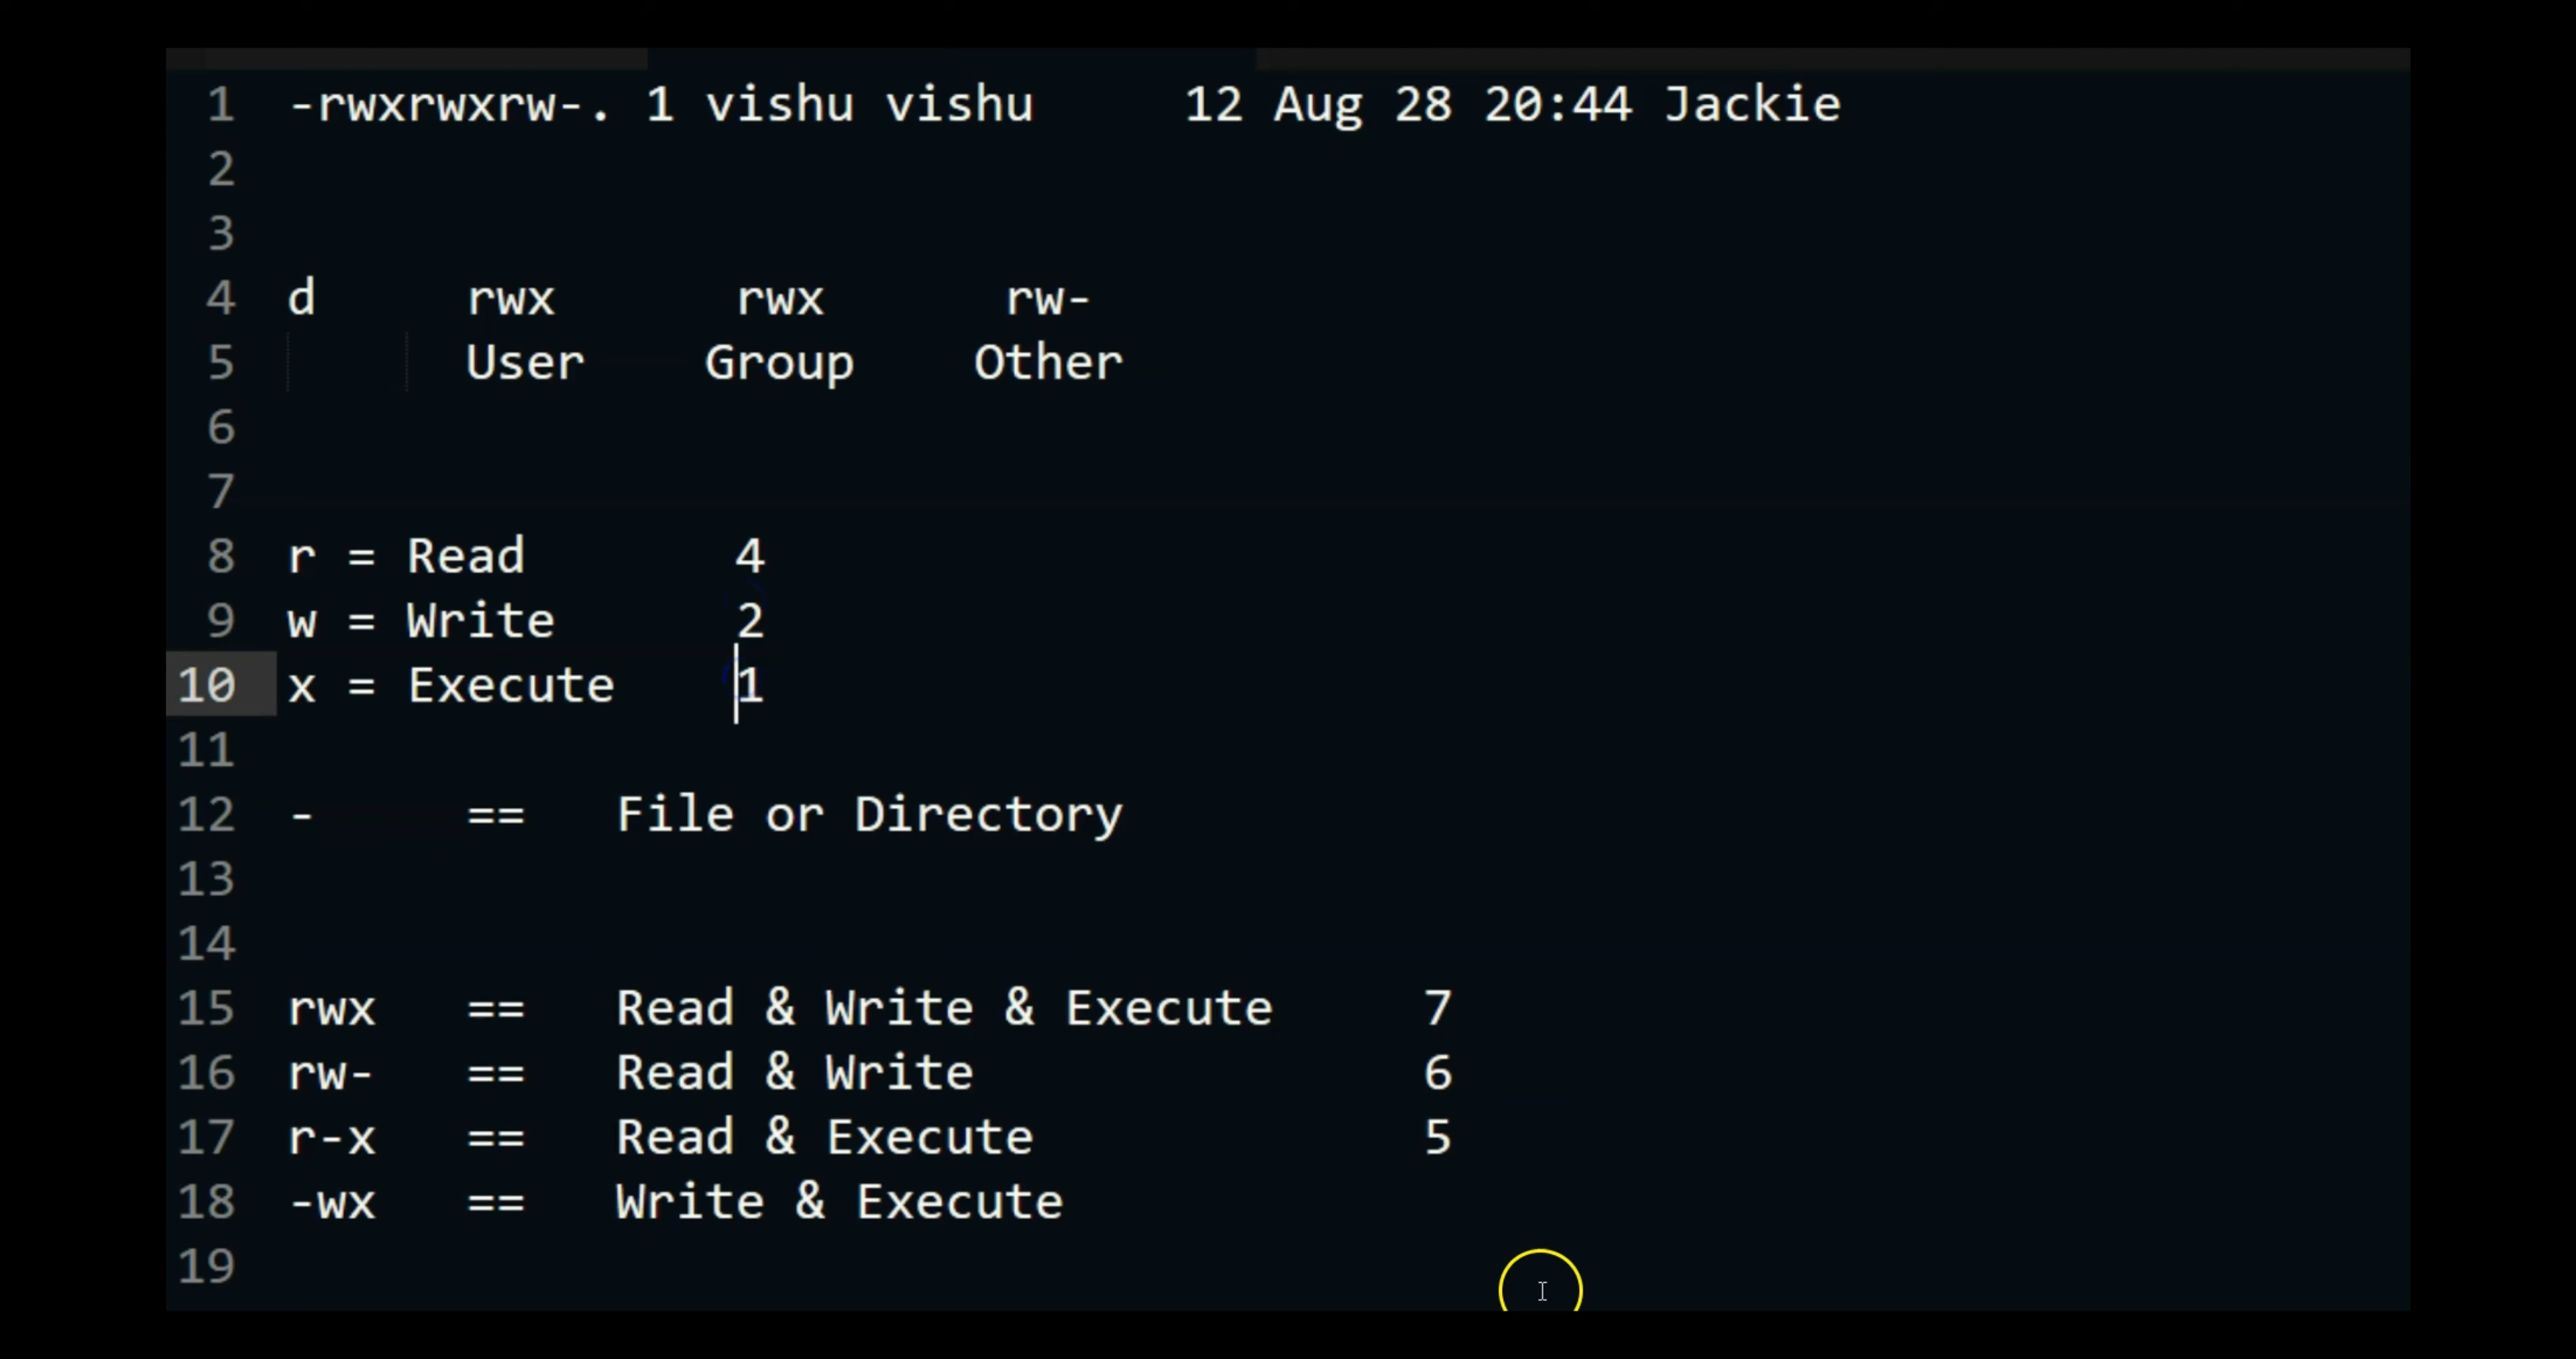 1 -rwxrwxrw-. 1 vishu vishu 12 Aug 28 20:44 Jackie
2
3
4 d rwx rwx rw-
5 User Group Other
6
7
8 r = Read 4
9 w = Write 2
10 x = Execute 1
11
12 - == File or Directory
13
14
15 rwx == Read & Write & Execute 7
16 rw- == Read & Write 6
17 r-x == Read & Execute 5
18 -wx == Write & Execute
19